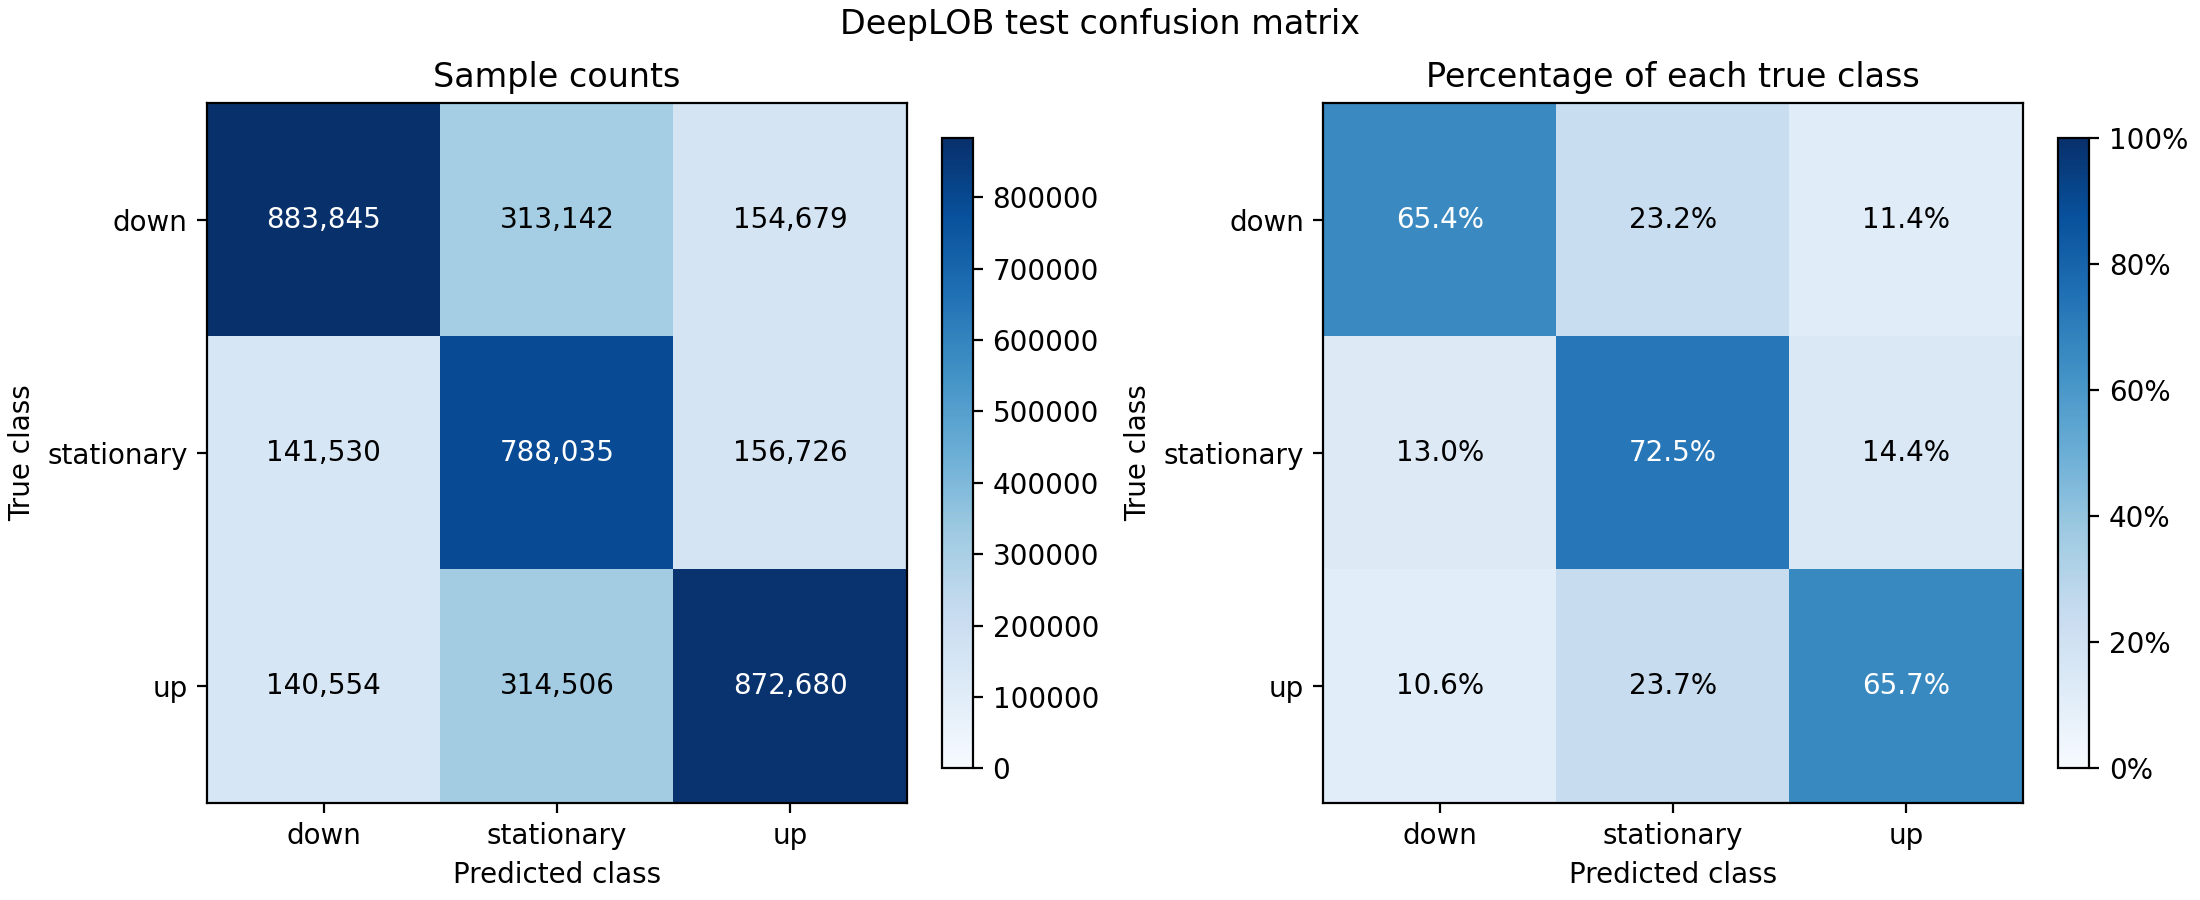 DeepLOB test confusion matrix
Sample counts
True class
down
stationary
up
883,845 313,142 154,679
141,530 788,035 156,726
140,554 314,506 872,680
down stationary up
Predicted class
800000
700000
600000
500000
400000
300000
200000
100000
0
Percentage of each true class
True class
down
stationary
up
65.4% 23.2% 11.4%
13.0% 72.5% 14.4%
10.6% 23.7% 65.7%
down stationary up
Predicted class
100%
80%
60%
40%
20%
0%